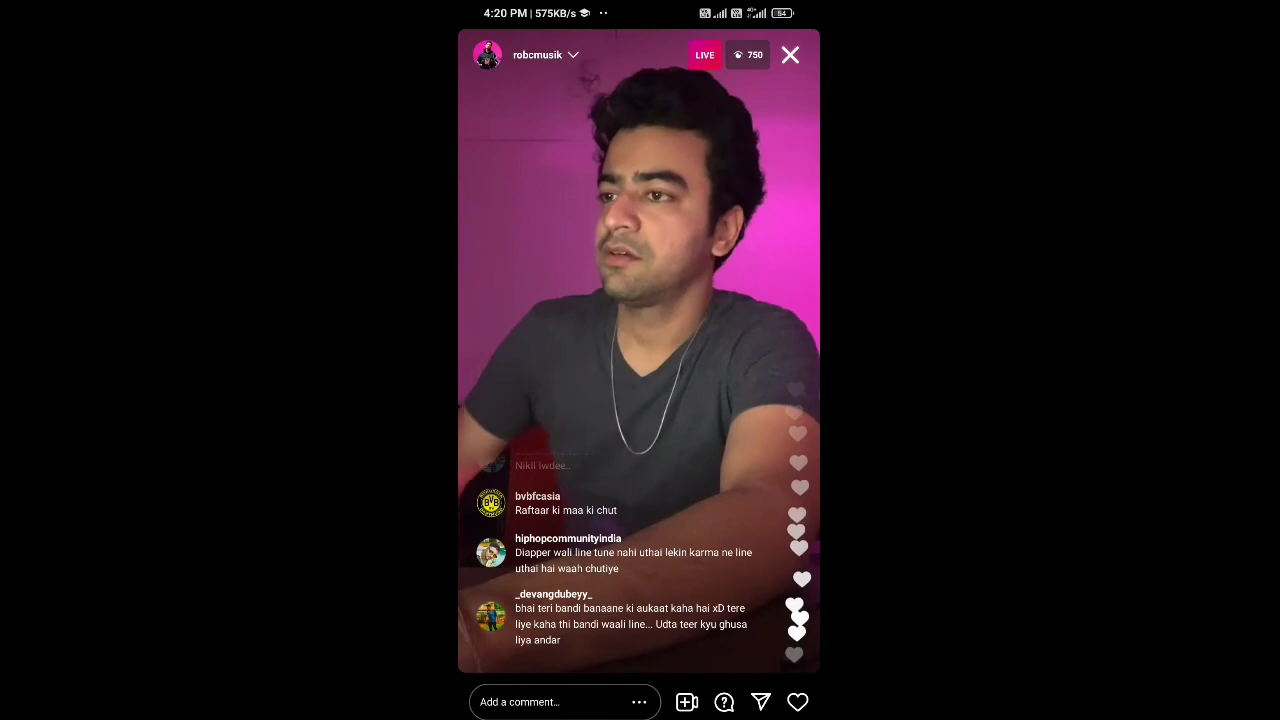 4:20 PM | 575KB/s
4G+
54
robcmusik
LIVE
750
Nikil lwdee..
bvbfcasia
Raftaar ki maa ki chut
hiphopcommunityindia
Diapper wali line tune nahi uthai lekin karma ne line
uthai hai waah chutiye
_devangdubeyy_
bhai teri bandi banaane ki aukaat kaha hai xD tere
liye kaha thi bandi waali line... Udta teer kyu ghusa
liya andar
Add a comment...